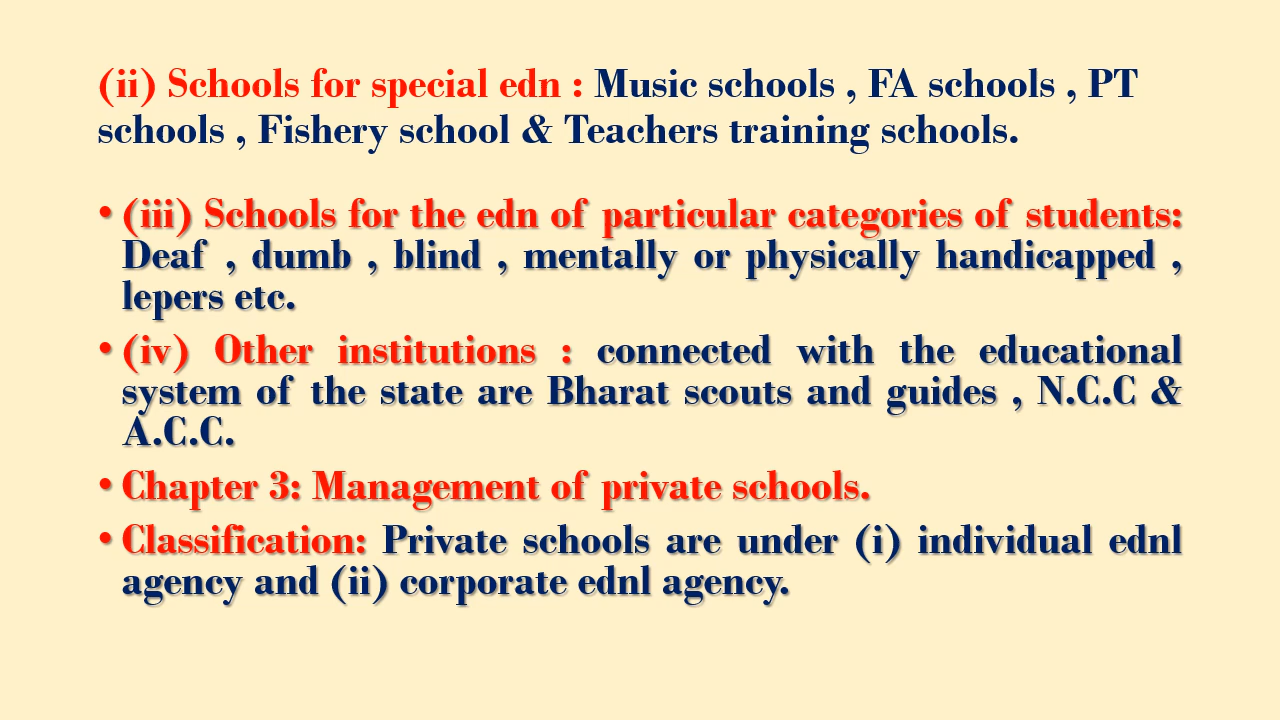 (ii) Schools for special edn : Music schools , FA schools , PT
schools , Fishery school & Teachers training schools.
• (iii) Schools for the edn of particular categories of students:
Deaf , dumb , blind , mentally or physically handicapped ,
lepers etc.
• (iv) Other institutions : connected with the educational
system of the state are Bharat scouts and guides , N.C.C &
A.C.C.
• Chapter 3: Management of private schools.
• Classification: Private schools are under (i) individual ednl
agency and (ii) corporate ednl agency.